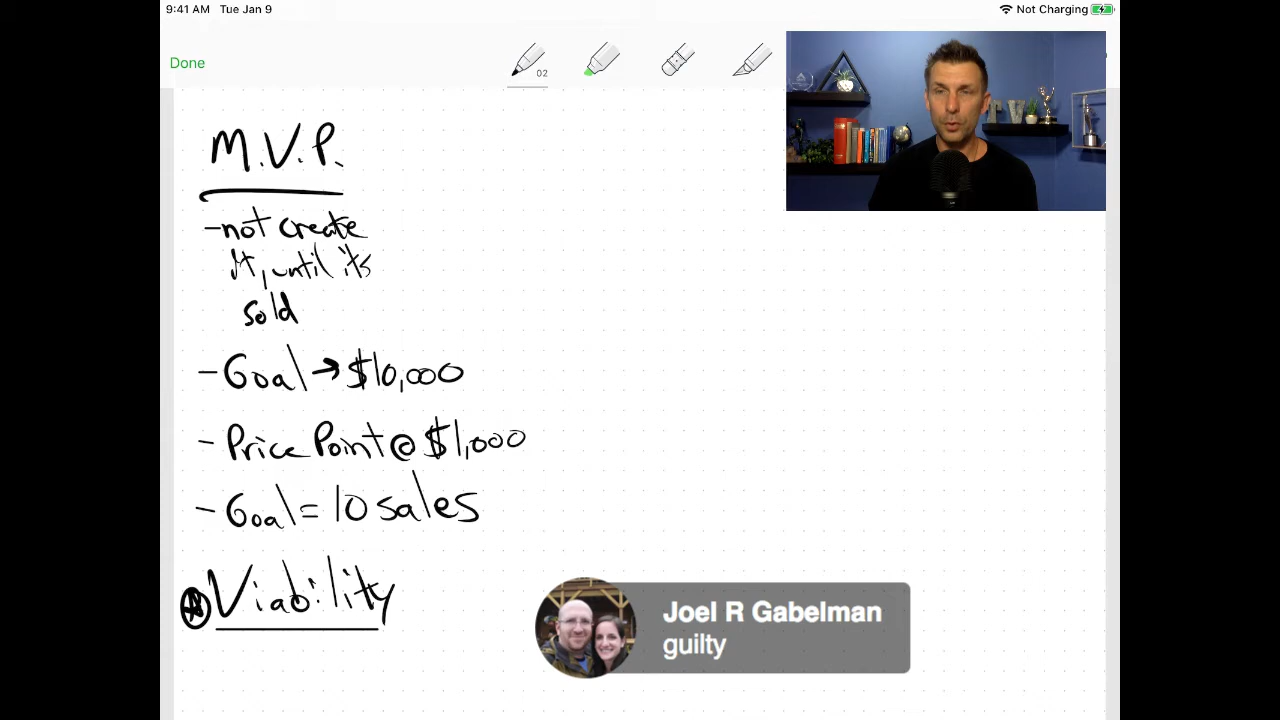 9:41 AM Tue Jan 9
Not Charging
Done
02
M.V.P.
-not create
it, until its
sold
- Goal → $10,000
- Price Point @ $1,000
- Goal = 10 sales
Viability
TV
Joel R Gabelman
guilty